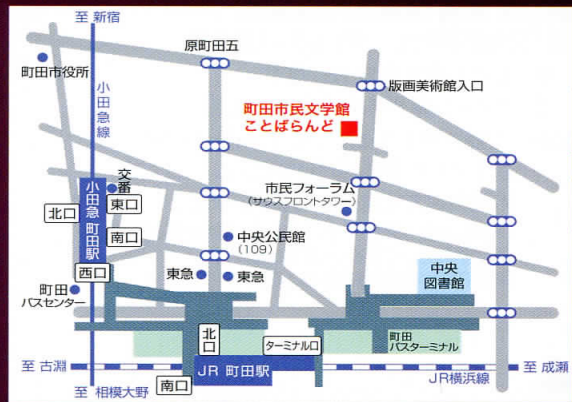 至 新宿
原町田五
町田市役所
版画美術館入口
小田急線
町田市民文学館
ことばらんど
交番
東口
北口
小田急 町田駅
南口
市民フォーラム
(サウスフロントタワー)
中央公民館
(109)
西口
東急
東急
中央
図書館
町田
バスセンター
北口
ターミナル口
町田
バスターミナル
至 古淵
JR 町田駅
至 成瀬
JR横浜線
南口
至 相模大野